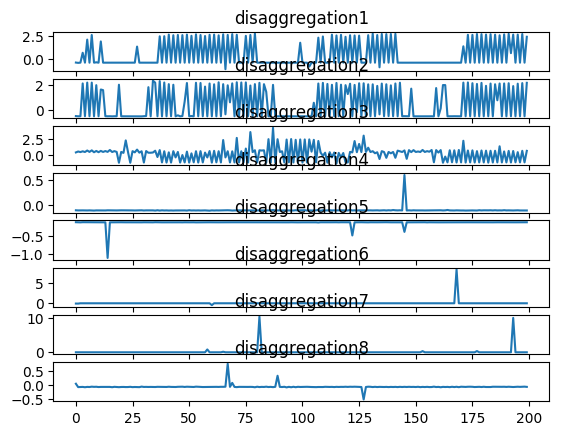 disaggregation1
2.5
0.0
disaggregation2
2
0
disaggregation3
2.5
0.0
disaggregation4
0.5
0.0
disaggregation5
−0.5
−1.0
disaggregation6
5
0
disaggregation7
10
0
disaggregation8
0.5
0.0
−0.5
0 25 50 75 100 125 150 175 200